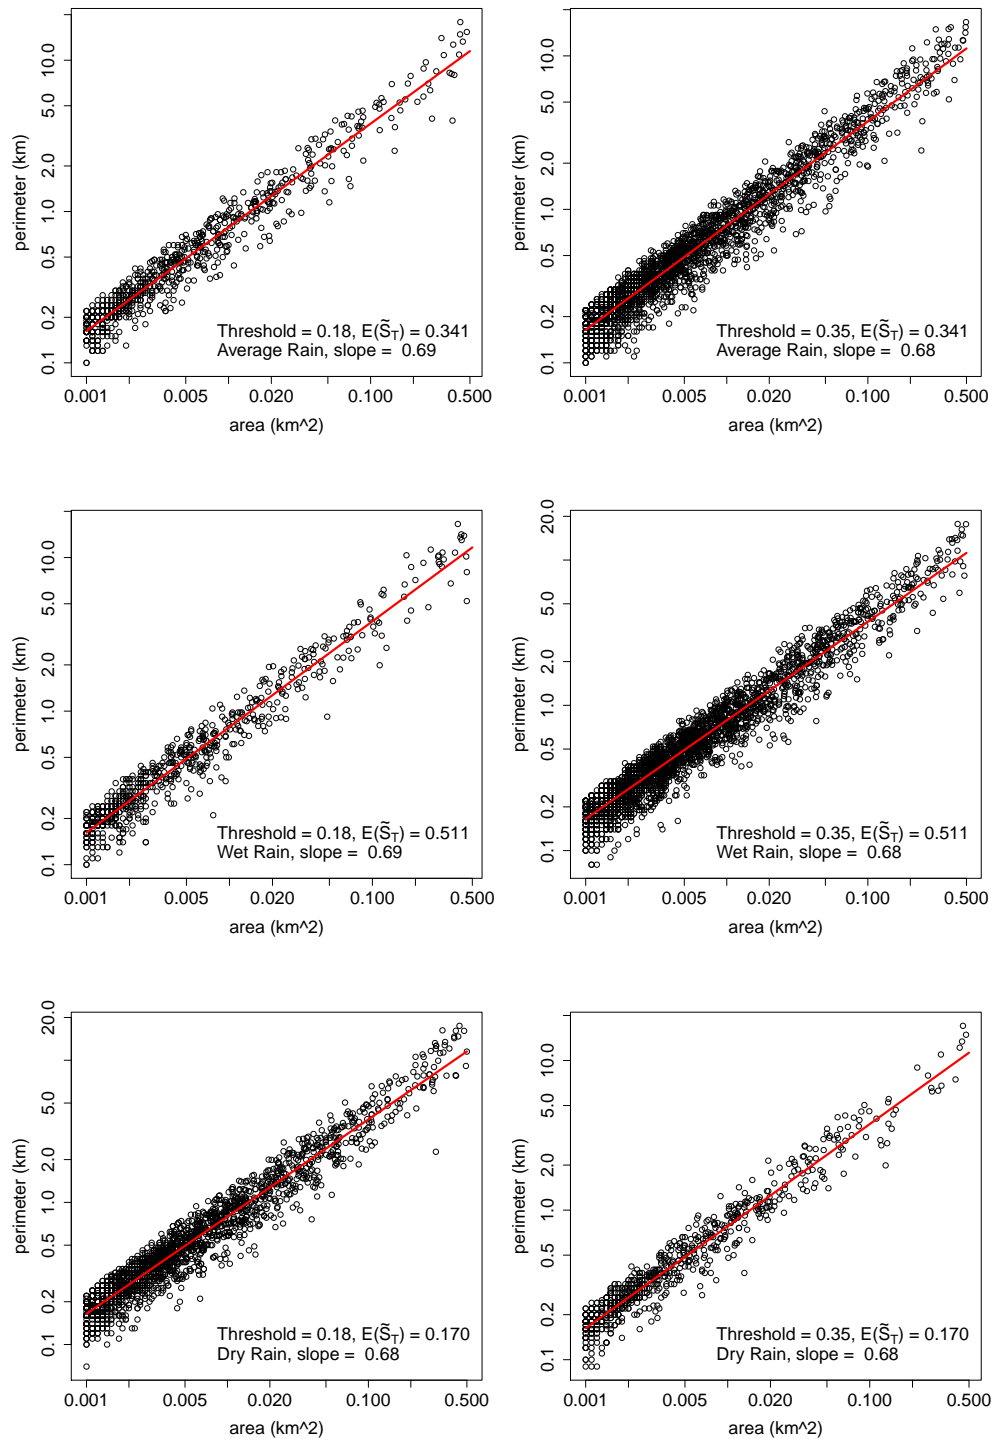 10.0
5.0
2.0
1.0
0.5
0.2
0.1
perimeter (km)
Threshold = 0.18, E(S̃_T) = 0.341
Average Rain, slope =  0.69
0.001 0.005 0.020 0.100 0.500
area (km^2)
10.0
5.0
2.0
1.0
0.5
0.2
0.1
perimeter (km)
Threshold = 0.35, E(S̃_T) = 0.341
Average Rain, slope =  0.68
0.001 0.005 0.020 0.100 0.500
area (km^2)
10.0
5.0
2.0
1.0
0.5
0.2
0.1
perimeter (km)
Threshold = 0.18, E(S̃_T) = 0.511
Wet Rain, slope =  0.69
0.001 0.005 0.020 0.100 0.500
area (km^2)
20.0
5.0
2.0
1.0
0.5
0.2
0.1
perimeter (km)
Threshold = 0.35, E(S̃_T) = 0.511
Wet Rain, slope =  0.68
0.001 0.005 0.020 0.100 0.500
area (km^2)
20.0
5.0
2.0
1.0
0.5
0.2
0.1
perimeter (km)
Threshold = 0.18, E(S̃_T) = 0.170
Dry Rain, slope =  0.68
0.001 0.005 0.020 0.100 0.500
area (km^2)
10.0
5.0
2.0
1.0
0.5
0.2
0.1
perimeter (km)
Threshold = 0.35, E(S̃_T) = 0.170
Dry Rain, slope =  0.68
0.001 0.005 0.020 0.100 0.500
area (km^2)